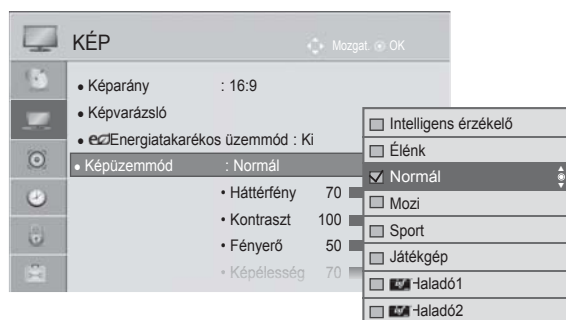 KÉP
Mozgat. OK
• Képarány : 16:9
• Képvarázsló
• eco Energiatakarékos üzemmód : Ki
• Képüzemmód : Normál
• Háttérfény 70
• Kontraszt 100
• Fényerő 50
• Képélesség 70
Intelligens érzékelő
Élénk
Normál
Mozi
Sport
Játékgép
Haladó1
Haladó2